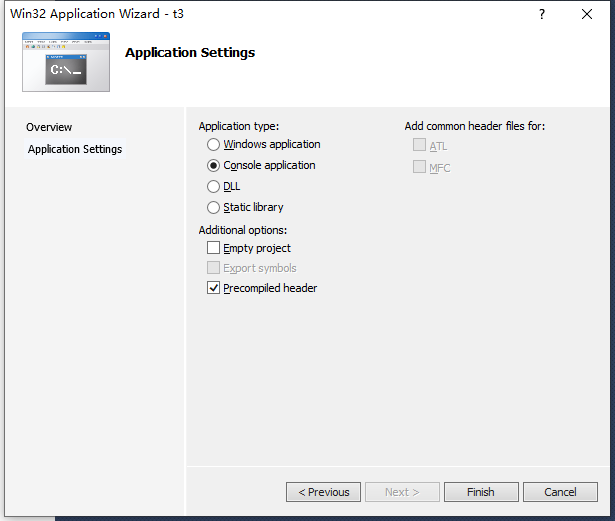 Win32 Application Wizard - t3
?
C:\_
Application Settings
Overview
Application Settings
Application type:
Windows application
Console application
DLL
Static library
Additional options:
Empty project
Export symbols
Precompiled header
Add common header files for:
ATL
MFC
< Previous
Next >
Finish
Cancel